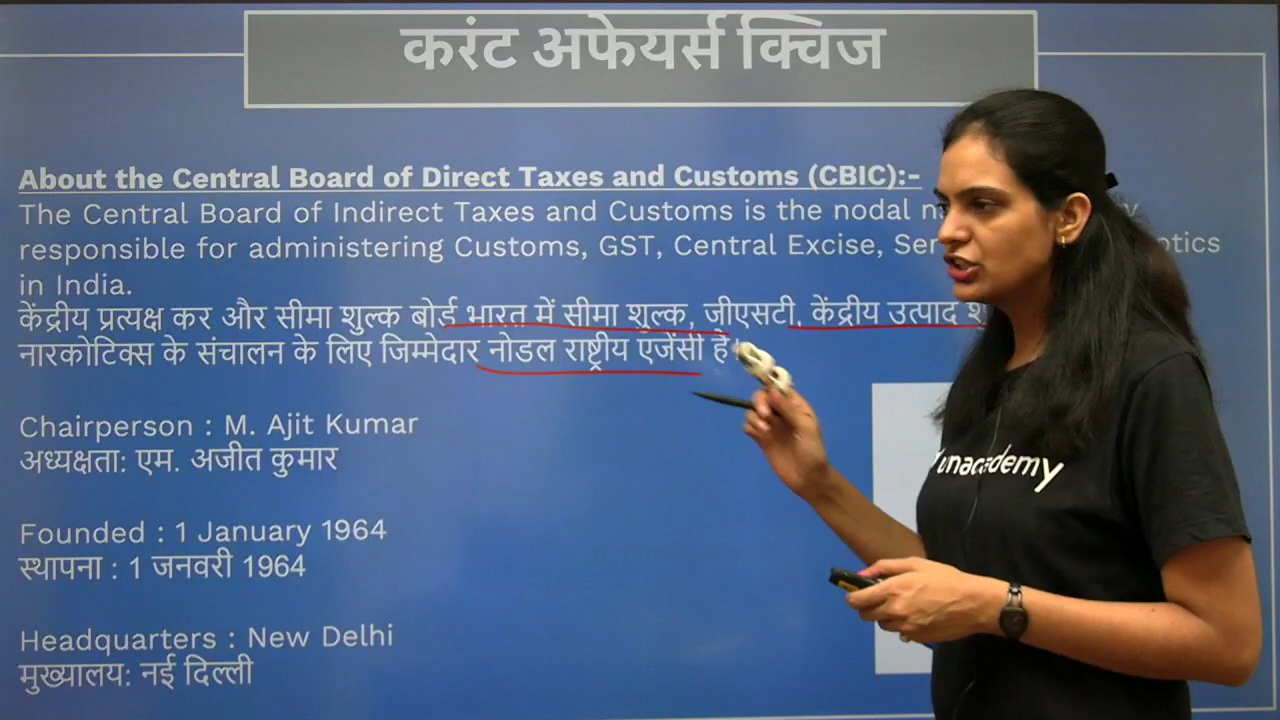 करंट अफेयर्स क्विज
About the Central Board of Direct Taxes and Customs (CBIC):-
The Central Board of Indirect Taxes and Customs is the nodal
responsible for administering Customs, GST, Central Excise,
in India.
केंद्रीय प्रत्यक्ष कर और सीमा शुल्क बोर्ड भारत में सीमा शुल्क, जीएसटी, केंद्रीय उत्पाद
नारकोटिक्स के संचालन के लिए जिम्मेदार नोडल राष्ट्रीय एजेंसी है
Chairperson : M. Ajit Kumar
अध्यक्षता: एम. अजीत कुमार
unacademy
Founded : 1 January 1964
स्थापना : 1 जनवरी 1964
Headquarters : New Delhi
मुख्यालय: नई दिल्ली